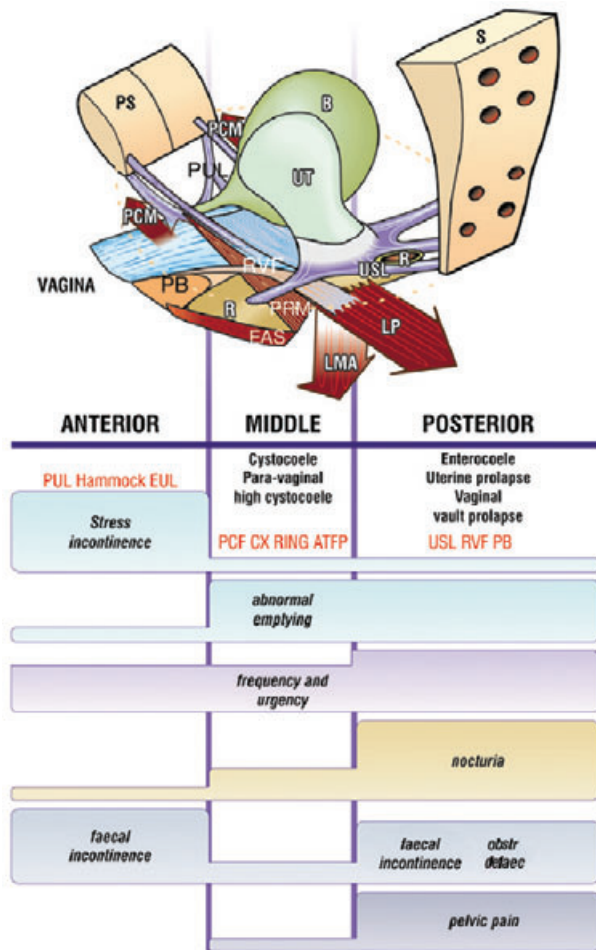 S
PS
B
PCM
PUL
UT
PCM
RVF
R
USL
VAGINA
PB
R
PRM
LP
EAS
LMA
ANTERIOR MIDDLE POSTERIOR
Cystocoele
Para-vaginal
high cystocoele
Enterocoele
Uterine prolapse
Vaginal
vault prolapse
PUL Hammock EUL
PCF CX RING ATFP
USL RVF PB
Stress
incontinence
abnormal
emptying
frequency and
urgency
nocturia
faecal
incontinence
faecal
incontinence
obstr
defaec
pelvic pain